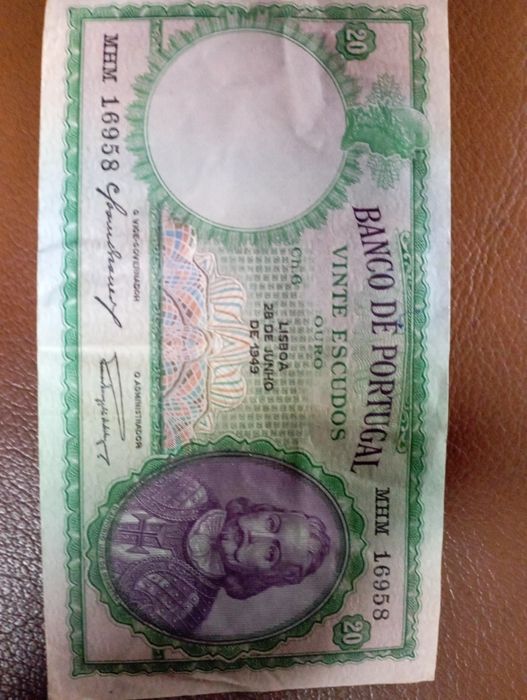 20
BANCO DE PORTUGAL
VINTE ESCUDOS
OURO
MHM 16958
Ch.6
LISBOA
28 DE JUNHO
DE 1949
O VICE-GOVERNADOR
O ADMINISTRADOR
MHM 16958
20